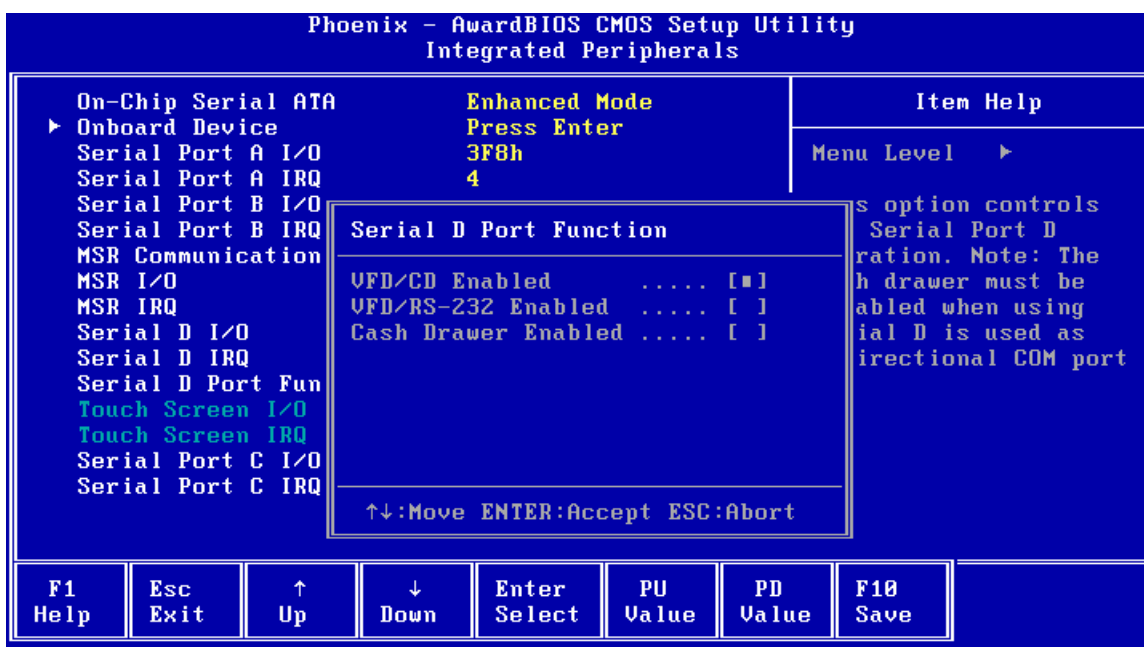 Phoenix - AwardBIOS CMOS Setup Utility
Integrated Peripherals
On-Chip Serial ATA Enhanced Mode
► Onboard Device Press Enter
Serial Port A I/O 3F8h
Serial Port A IRQ 4
Serial Port B I/O
Serial Port B IRQ
MSR Communication
MSR I/O
MSR IRQ
Serial D I/O
Serial D IRQ
Serial D Port Fun
Touch Screen I/O
Touch Screen IRQ
Serial Port C I/O
Serial Port C IRQ
Serial D Port Function
VFD/CD Enabled ..... [■]
VFD/RS-232 Enabled ..... [ ]
Cash Drawer Enabled ..... [ ]
↑↓:Move ENTER:Accept ESC:Abort
Item Help
Menu Level ►
s option controls
Serial Port D
ration. Note: The
h drawer must be
abled when using
ial D is used as
irectional COM port
F1 Help
Esc Exit
↑ Up
↓ Down
Enter Select
PU Value
PD Value
F10 Save